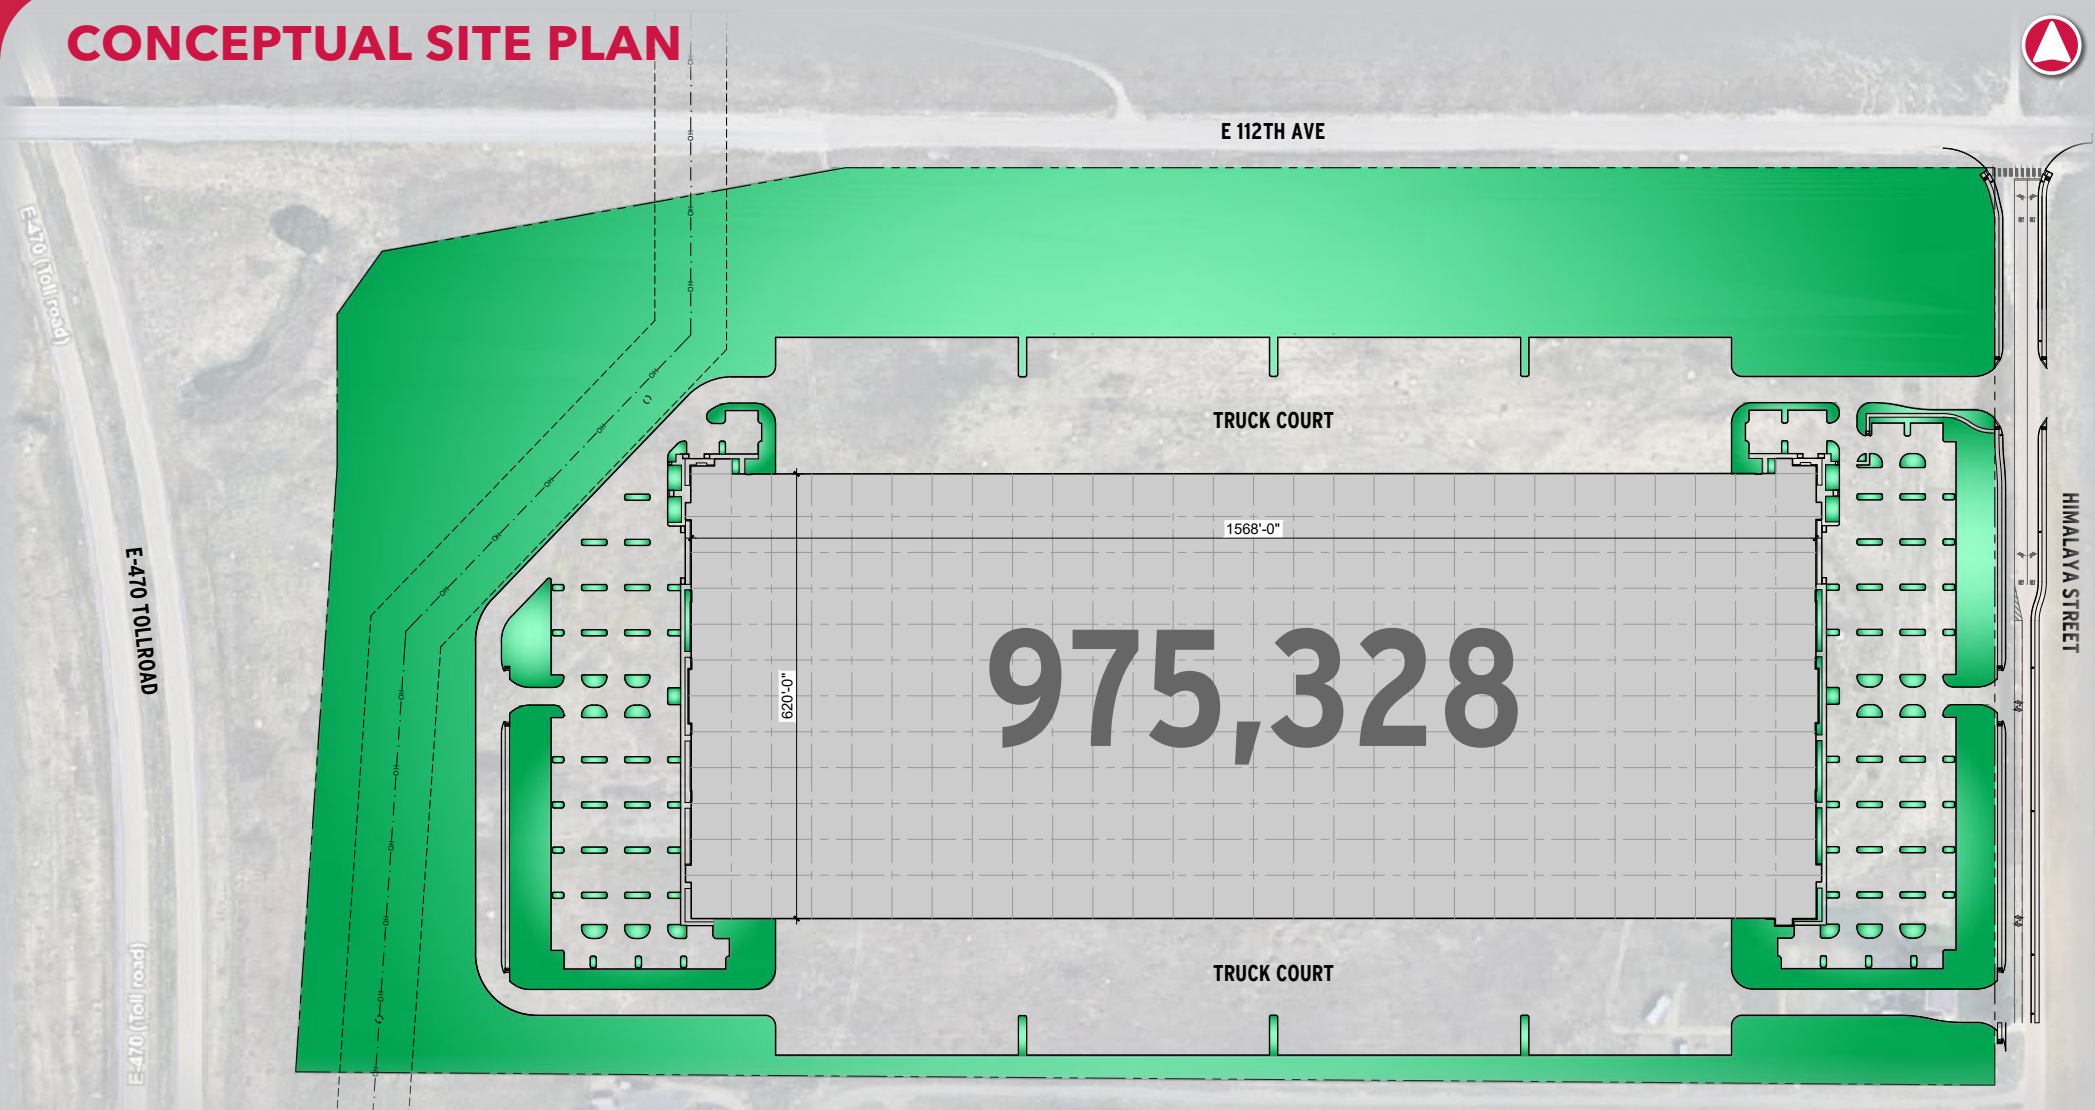 CONCEPTUAL SITE PLAN
E 112TH AVE
E-470 (Toll road)
TRUCK COURT
1568'-0"
HIMALAYA STREET
E-470 TOLLROAD
620'-0"
975,328
TRUCK COURT
E-470 (Toll road)